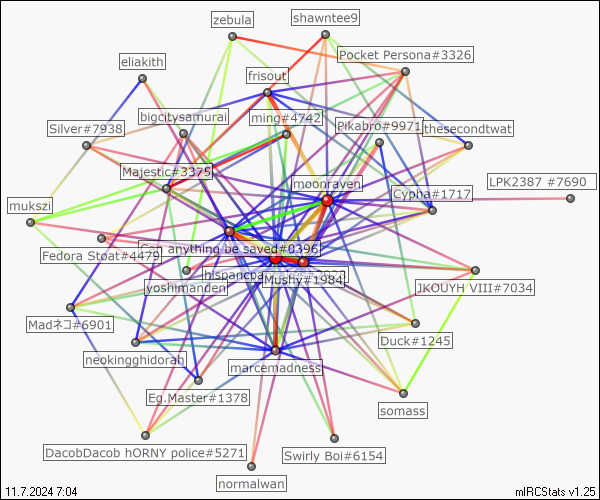 shawntee9
zebula
Pocket Persona#3326
eliakith
frisout
bigcitysamurai
ming#4742
Pikabro#9971
Silver#7938
thesecondtwat
Majestic#3375
moonraven
LPK2387 #7690
Cypha#1717
mukszi
Can anything be saved#0396
Fedora Stoat#4479
Mushy#1984
yoshimanden
JKOUYH VIII#7034
Madネコ#6901
Duck#1245
neokingghidorah
marcemadness
Eg.Master#1378
somass
DacobDacob hORNY police#5271
Swirly Boi#6154
normalwan
11.7.2024 7:04
mIRCStats v1.25